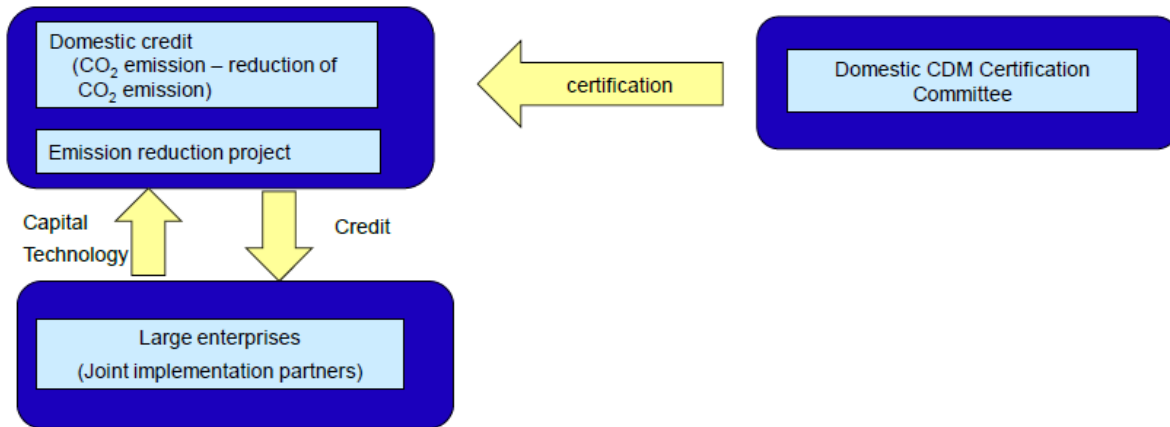 Domestic credit
(CO₂ emission – reduction of
CO₂ emission)
Emission reduction project
certification
Domestic CDM Certification
Committee
Capital
Technology
Credit
Large enterprises
(Joint implementation partners)